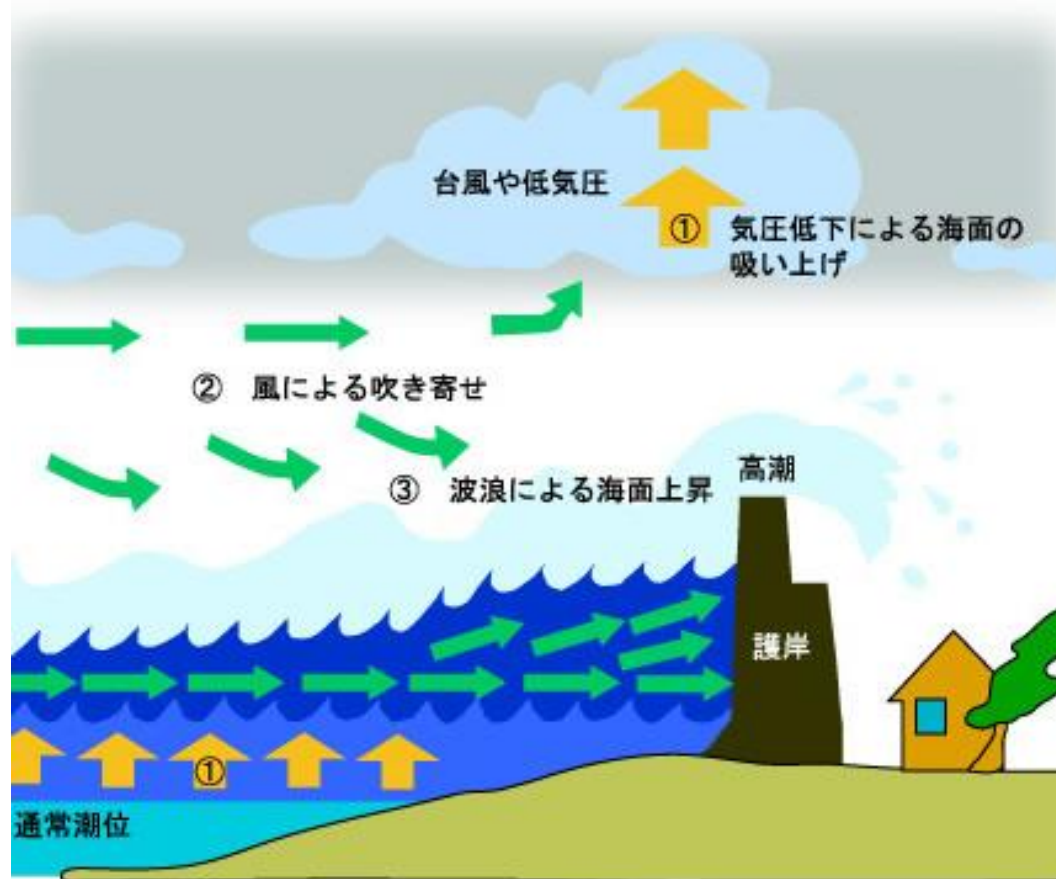 台風や低気圧
① 気圧低下による海面の
吸い上げ
② 風による吹き寄せ
③ 波浪による海面上昇
高潮
護岸
①
通常潮位